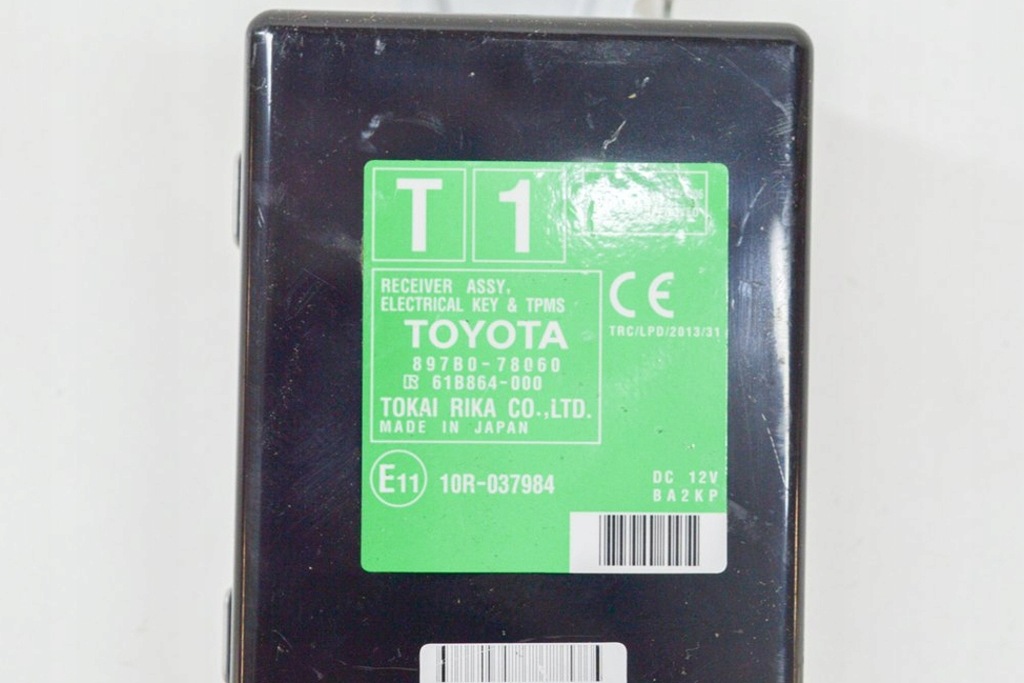 T 1
RECEIVER ASSY,
ELECTRICAL KEY & TPMS
TOYOTA
897B0-78060
61B864-000
TOKAI RIKA CO.,LTD.
MADE IN JAPAN
CE
TRC/LPD/2013/31
E11 10R-037984
DC 12V
BA2KP